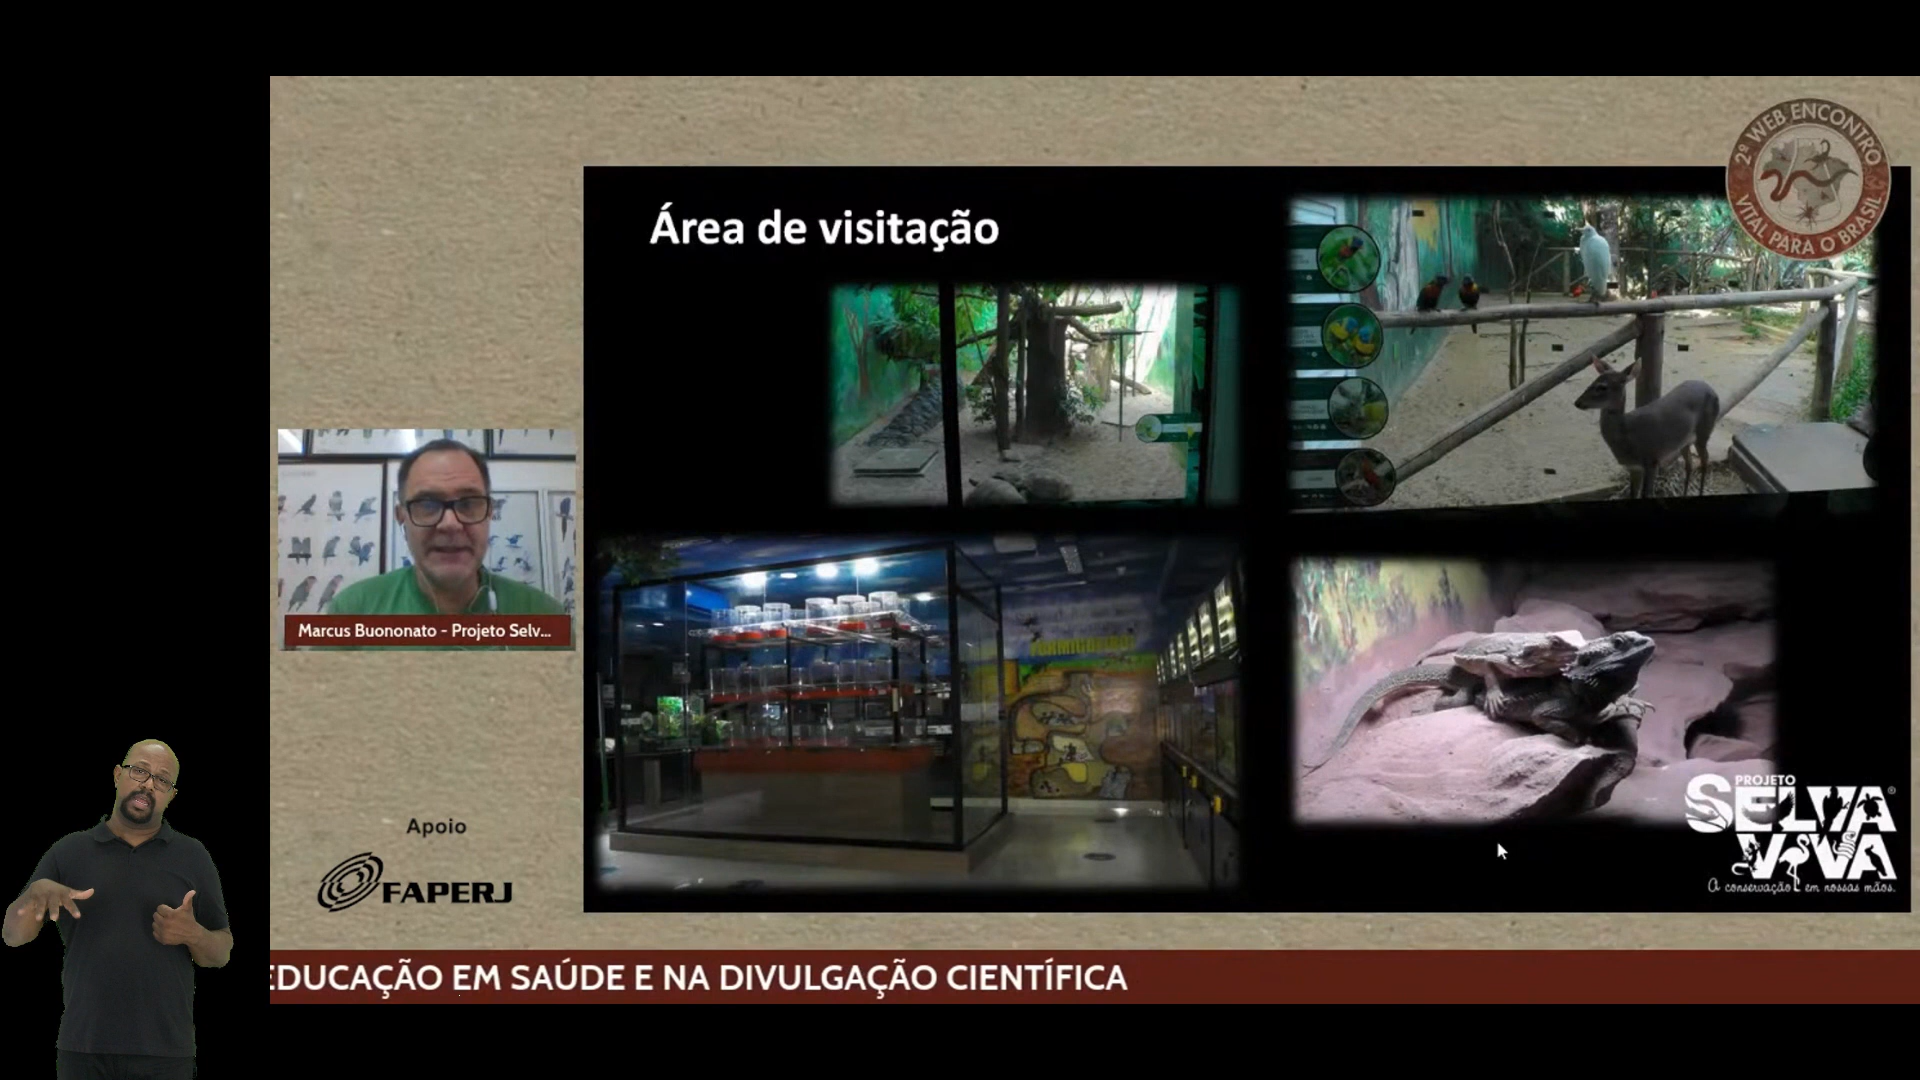 2º WEB ENCONTRO
VITAL PARA O BRASIL
Área de visitação
FORMIGUEIRO
Marcus Buononato - Projeto Selv...
PROJETO
SELVA
VIVA
®
A conservação em nossas mãos.
Apoio
FAPERJ
EDUCAÇÃO EM SAÚDE E NA DIVULGAÇÃO CIENTÍFICA